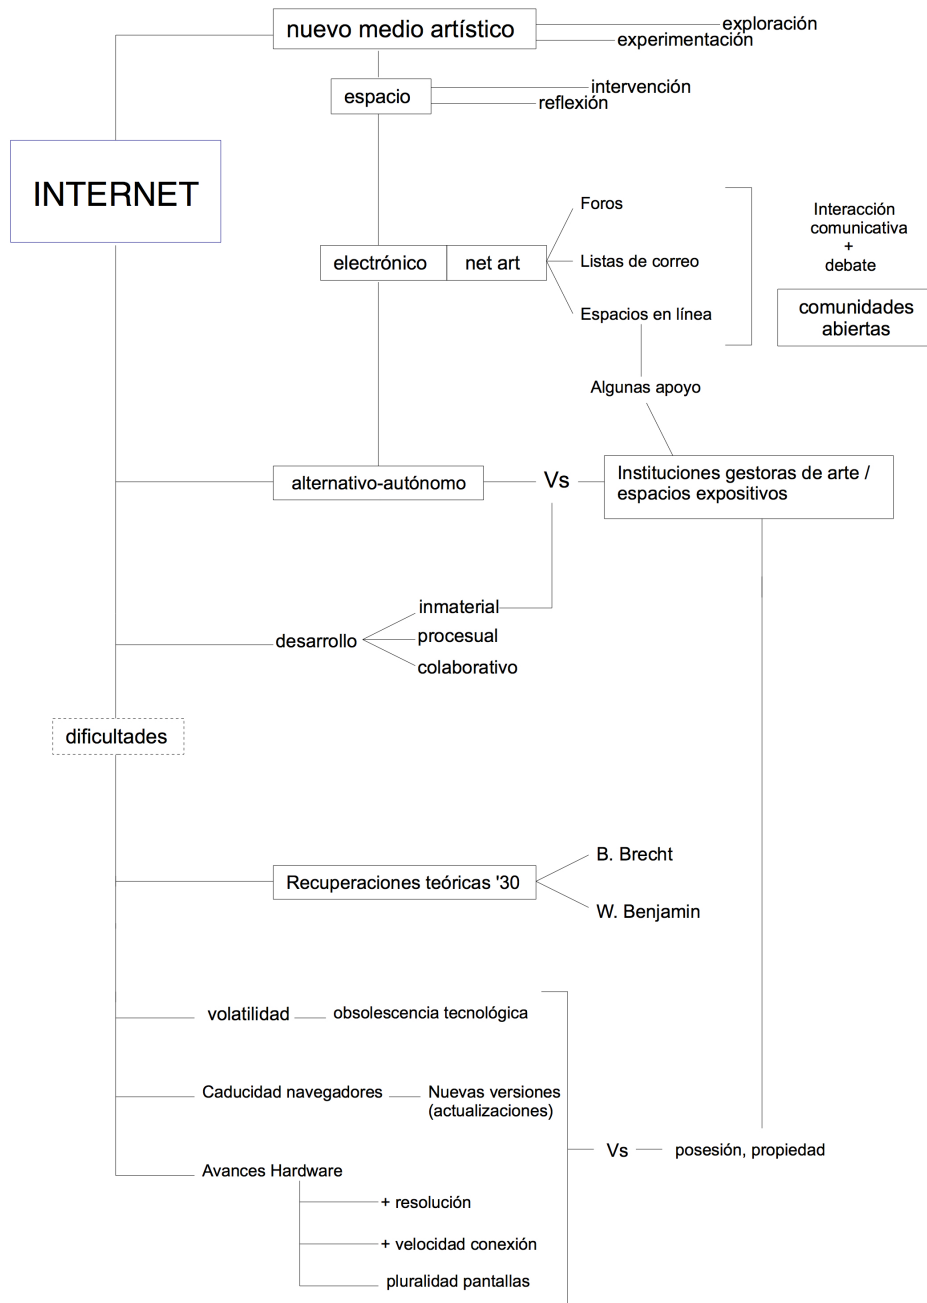 nuevo medio artístico
exploración
experimentación
espacio
intervención
reflexión
INTERNET
electrónico
net art
Foros
Listas de correo
Espacios en línea
Interacción
comunicativa
+
debate
comunidades
abiertas
Algunas apoyo
alternativo-autónomo
Vs
Instituciones gestoras de arte /
espacios expositivos
desarrollo
inmaterial
procesual
colaborativo
dificultades
Recuperaciones teóricas '30
B. Brecht
W. Benjamin
volatilidad
obsolescencia tecnológica
Caducidad navegadores
Nuevas versiones
(actualizaciones)
Vs
posesión, propiedad
Avances Hardware
+ resolución
+ velocidad conexión
pluralidad pantallas